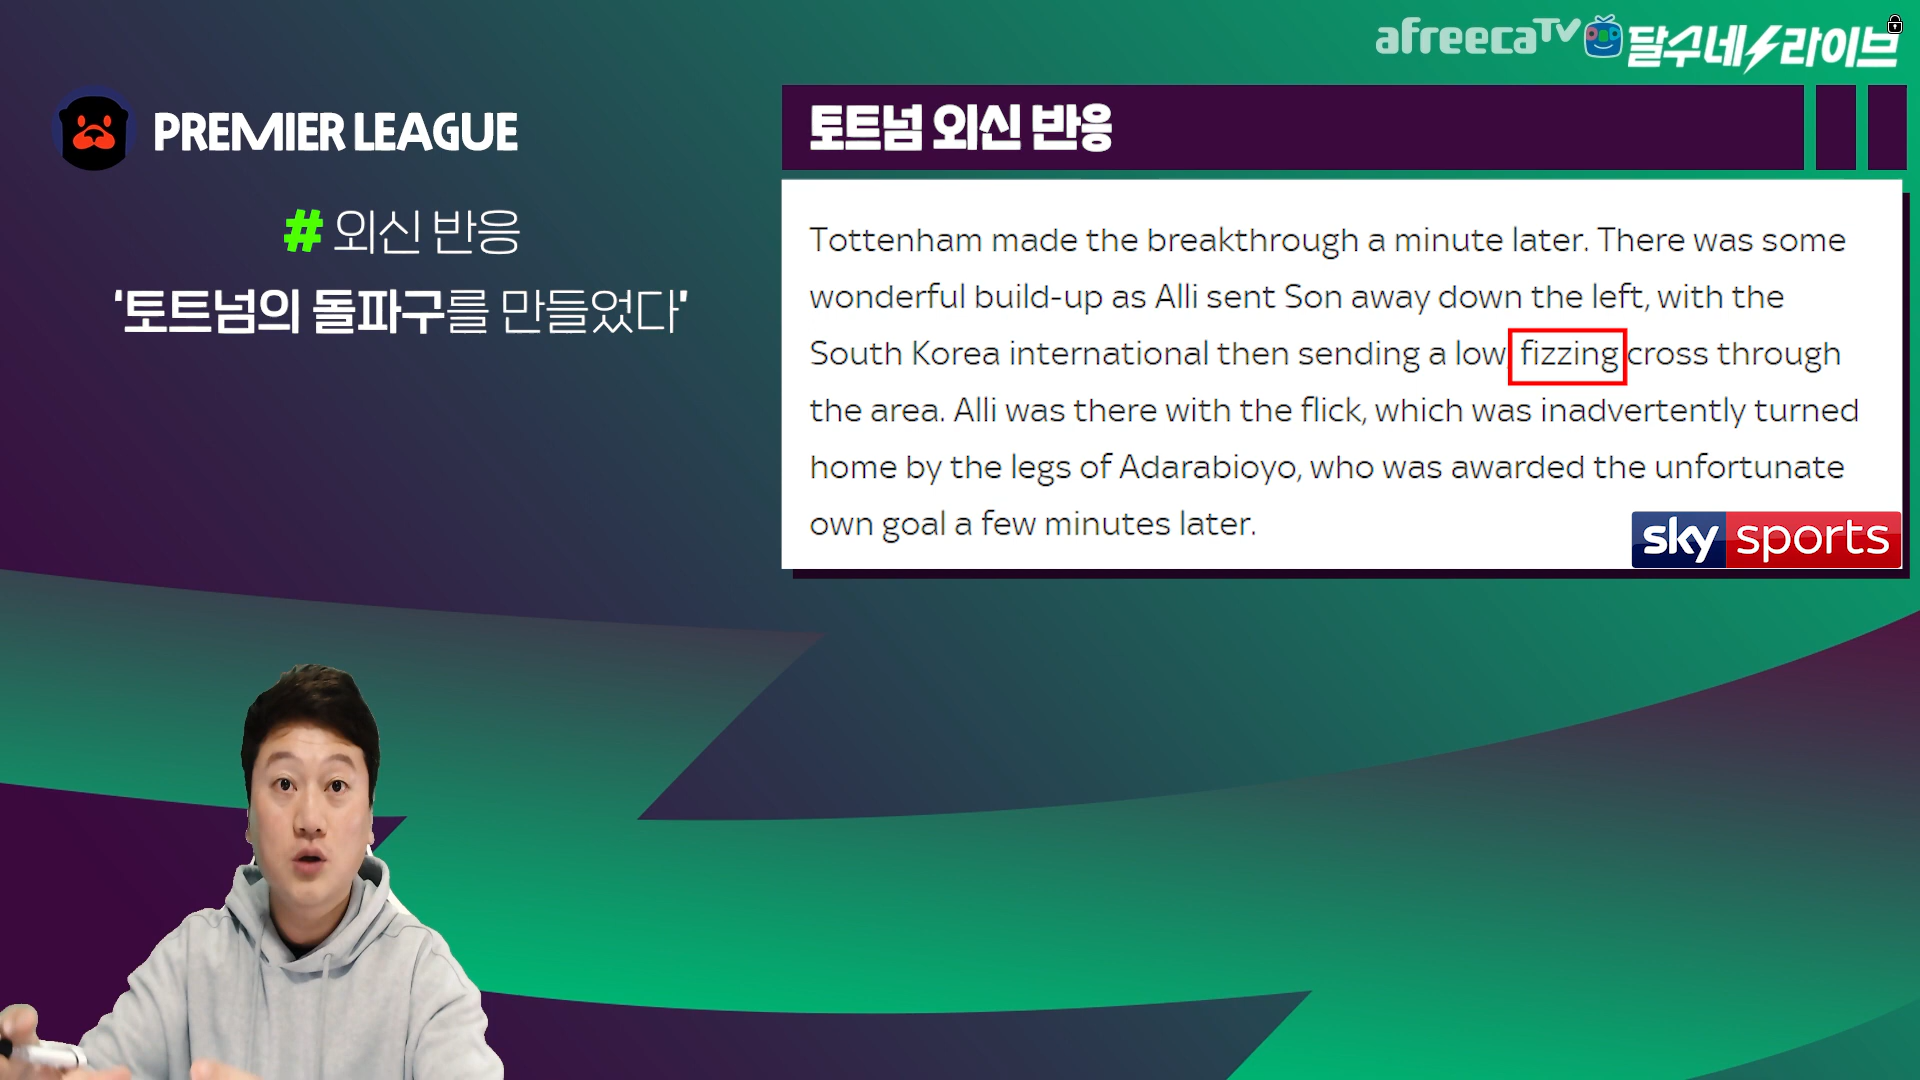 afreecaTV 달수네라이브
PREMIER LEAGUE
# 외신 반응
‘토트넘의 돌파구를 만들었다’
토트넘 외신 반응
Tottenham made the breakthrough a minute later. There was some
wonderful build-up as Alli sent Son away down the left, with the
South Korea international then sending a low, fizzing cross through
the area. Alli was there with the flick, which was inadvertently turned
home by the legs of Adarabioyo, who was awarded the unfortunate
own goal a few minutes later.
sky sports